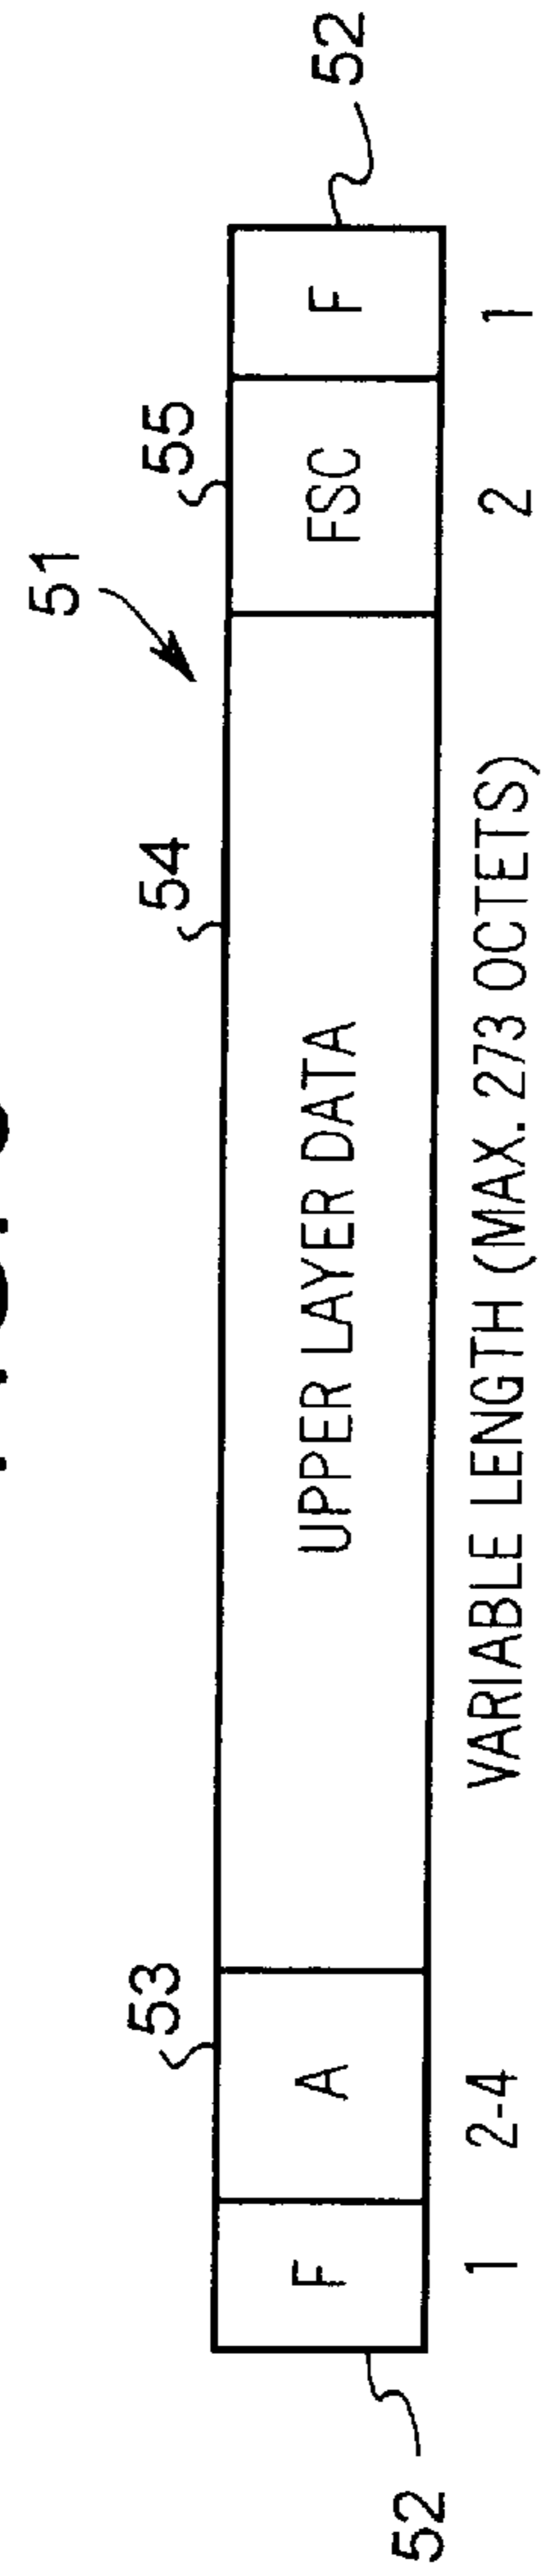 51
53 54 55
52 F A UPPER LAYER DATA FSC F 52
1 2-4 VARIABLE LENGTH (MAX. 273 OCTETS) 2 1